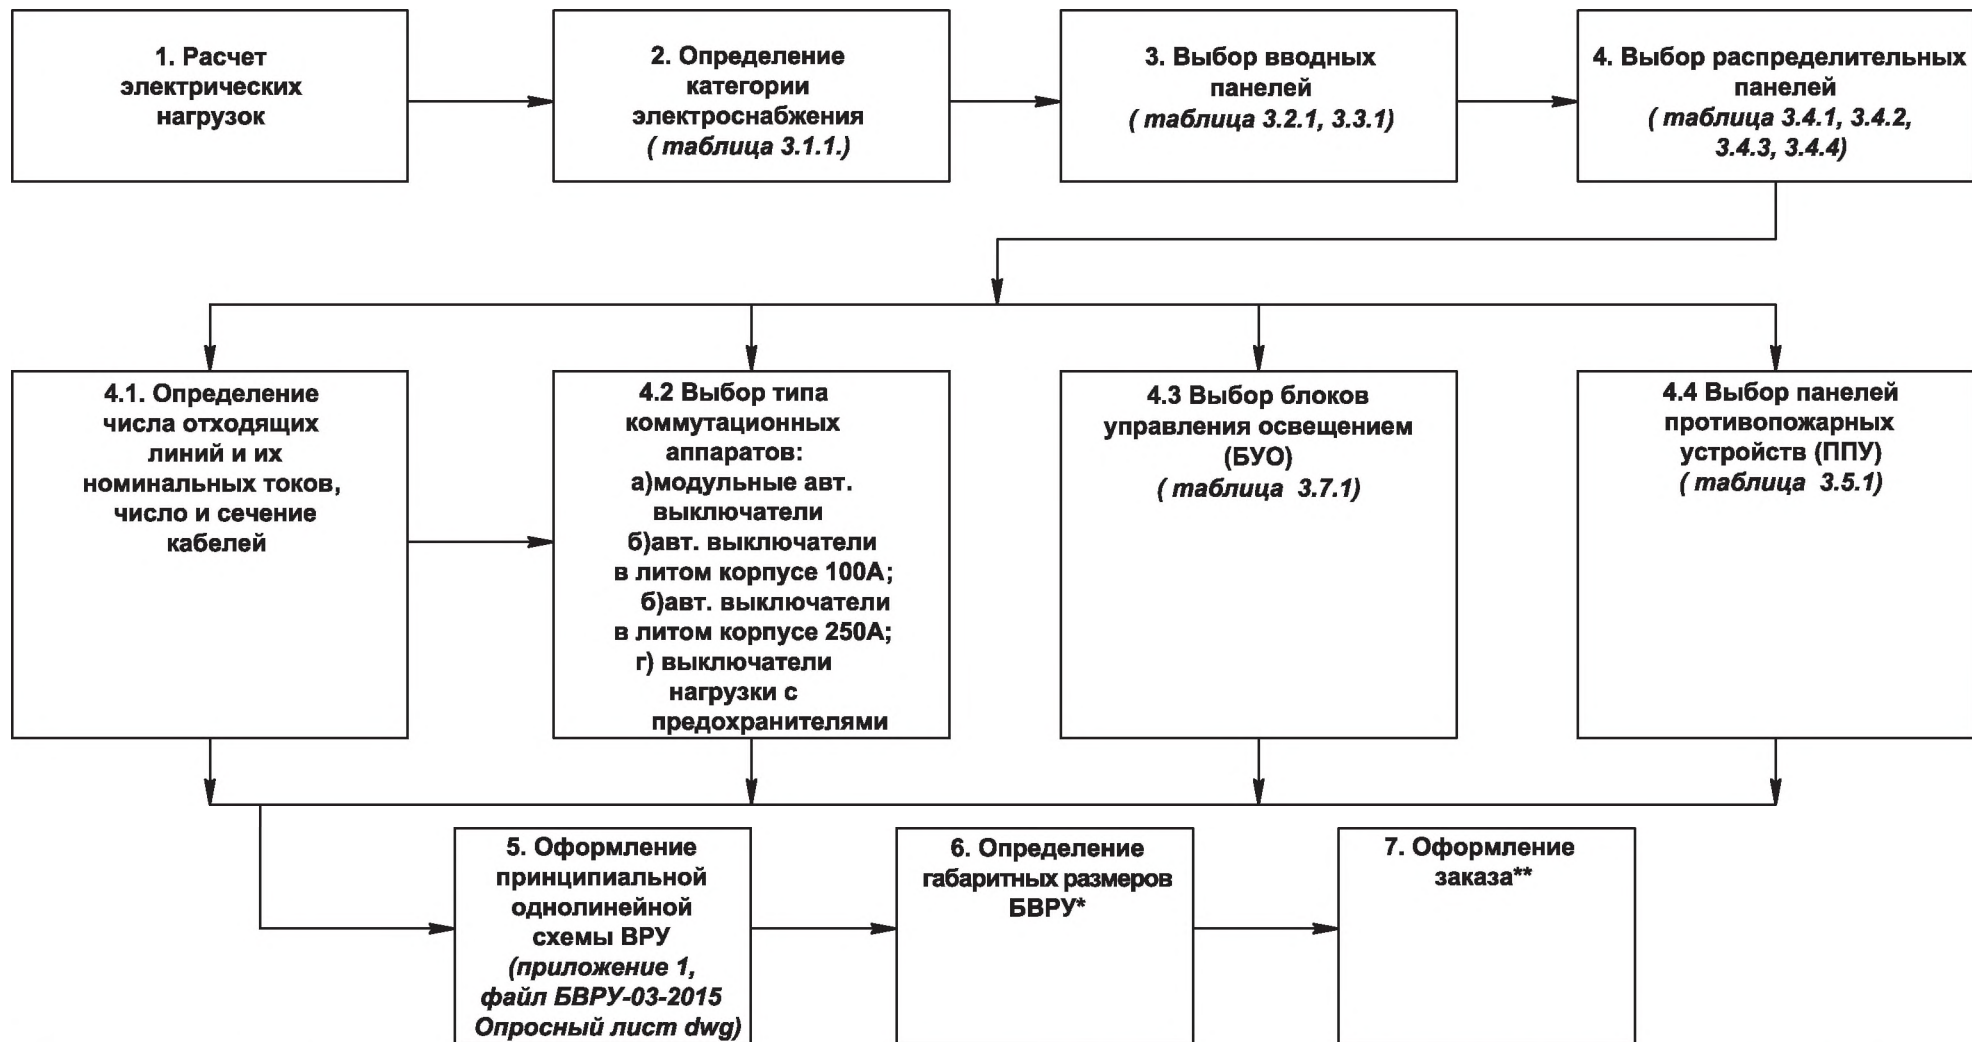 1. Расчет
электрических
нагрузок
2. Определение
категории
электроснабжения
( таблица 3.1.1.)
3. Выбор вводных
панелей
( таблица 3.2.1, 3.3.1)
4. Выбор распределительных
панелей
( таблица 3.4.1, 3.4.2,
3.4.3, 3.4.4)
4.1. Определение
числа отходящих
линий и их
номинальных токов,
число и сечение
кабелей
4.2 Выбор типа
коммутационных
аппаратов:
а)модульные авт.
выключатели
б)авт. выключатели
в литом корпусе 100А;
б)авт. выключатели
в литом корпусе 250А;
г) выключатели
нагрузки с
предохранителями
4.3 Выбор блоков
управления освещением
(БУО)
( таблица 3.7.1)
4.4 Выбор панелей
противопожарных
устройств (ППУ)
( таблица 3.5.1)
5. Оформление
принципиальной
однолинейной
схемы ВРУ
(приложение 1,
файл БВРУ-03-2015
Опросный лист dwg)
6. Определение
габаритных размеров
БВРУ*
7. Оформление
заказа**